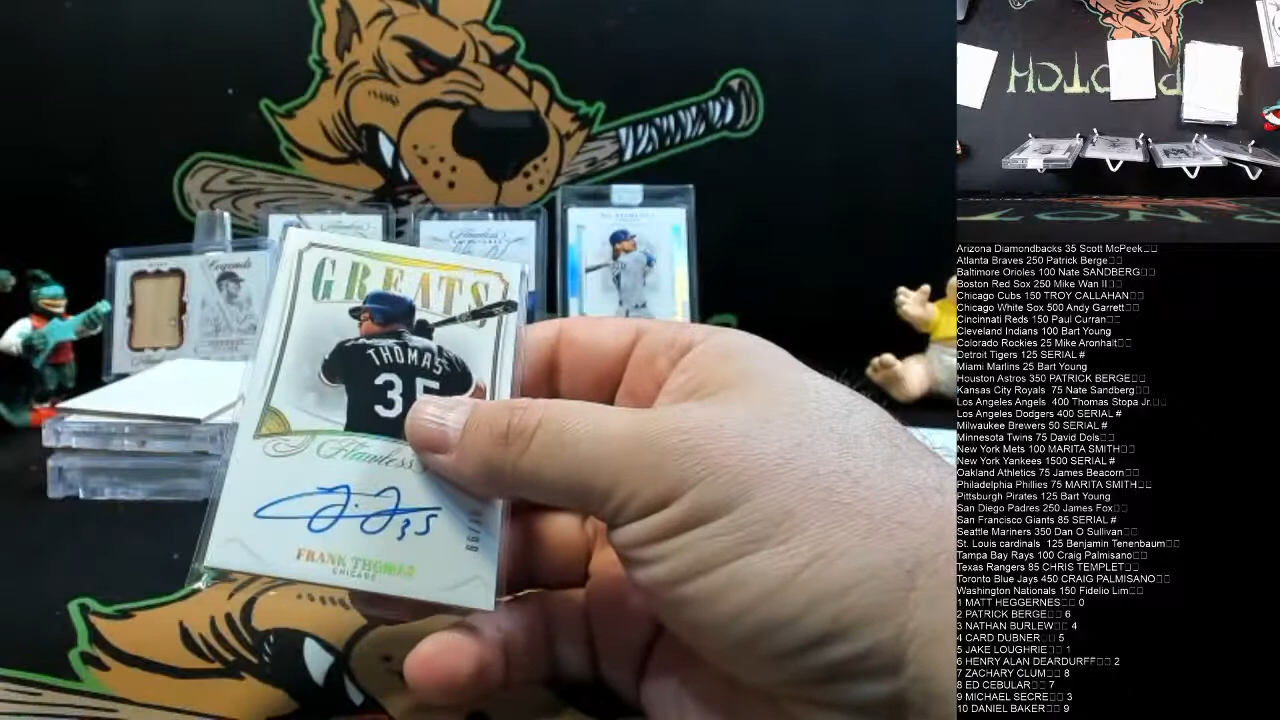 GREATS
THOMAS
35
Flawless
35
FRANK THOMAS
CHICAGO
Legends
Arizona Diamondbacks 35 Scott McPeek
Atlanta Braves 250 Patrick Berge
Baltimore Orioles 100 Nate SANDBERG
Boston Red Sox 250 Mike Wan II
Chicago Cubs 150 TROY CALLAHAN
Chicago White Sox 500 Andy Garrett
Cincinnati Reds 150 Paul Curran
Cleveland Indians 100 Bart Young
Colorado Rockies 25 Mike Aronhalt
Detroit Tigers 125 SERIAL #
Miami Marlins 25 Bart Young
Houston Astros 350 PATRICK BERGE
Kansas City Royals 75 Nate Sandberg
Los Angeles Angels 400 Thomas Stopa Jr.
Los Angeles Dodgers 400 SERIAL #
Milwaukee Brewers 50 SERIAL #
Minnesota Twins 75 David Dols
New York Mets 100 MARITA SMITH
New York Yankees 1500 SERIAL #
Oakland Athletics 75 James Beacorn
Philadelphia Phillies 75 MARITA SMITH
Pittsburgh Pirates 125 Bart Young
San Diego Padres 250 James Fox
San Francisco Giants 85 SERIAL #
Seattle Mariners 350 Dan O Sullivan
St. Louis cardinals 125 Benjamin Tenenbaum
Tampa Bay Rays 100 Craig Palmisano
Texas Rangers 85 CHRIS TEMPLET
Toronto Blue Jays 450 CRAIG PALMISANO
Washington Nationals 150 Fidelio Lim
1 MATT HEGGERNES 0
2 PATRICK BERGE 6
3 NATHAN BURLEW 4
4 CARD DUBNER 5
5 JAKE LOUGHRIE 1
6 HENRY ALAN DEARDURFF 2
7 ZACHARY CLUM 8
8 ED CEBULAR 7
9 MICHAEL SECRE 3
10 DANIEL BAKER 9